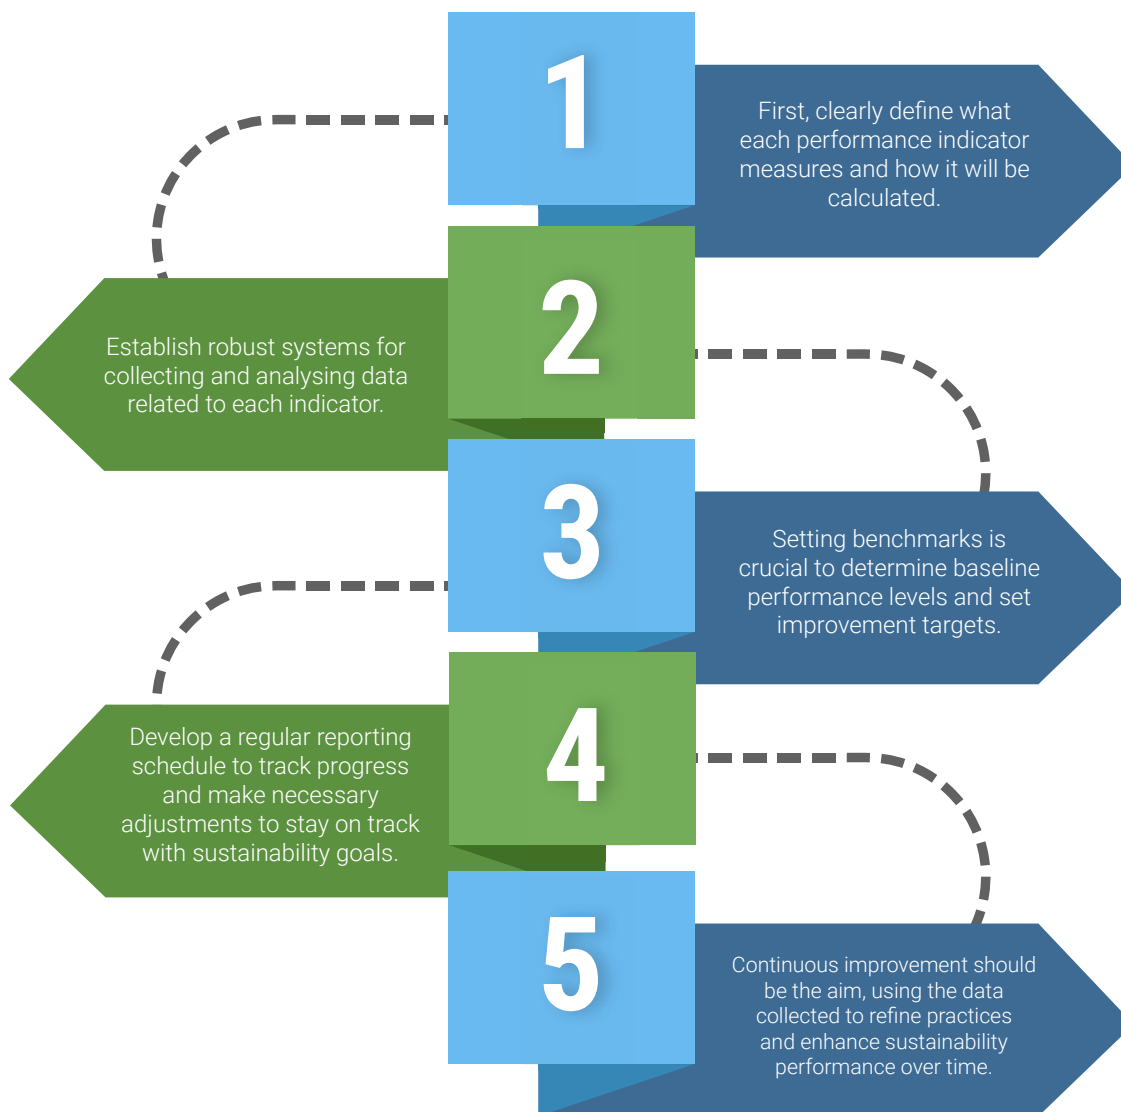 1
First, clearly define what
each performance indicator
measures and how it will be
calculated.
2
Establish robust systems for
collecting and analysing data
related to each indicator.
3
Setting benchmarks is
crucial to determine baseline
performance levels and set
improvement targets.
4
Develop a regular reporting
schedule to track progress
and make necessary
adjustments to stay on track
with sustainability goals.
5
Continuous improvement should
be the aim, using the data
collected to refine practices
and enhance sustainability
performance over time.